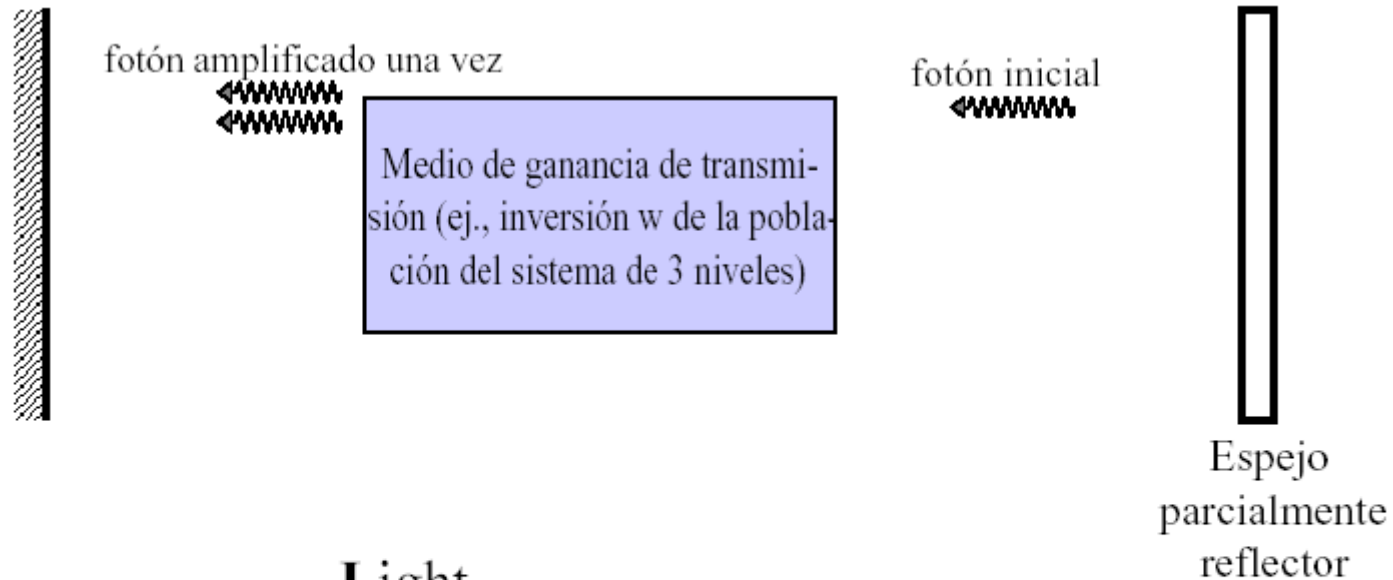 fotón amplificado una vez
fotón inicial
Medio de ganancia de transmi-
sión (ej., inversión w de la pobla-
ción del sistema de 3 niveles)
Espejo
parcialmente
reflector
Light